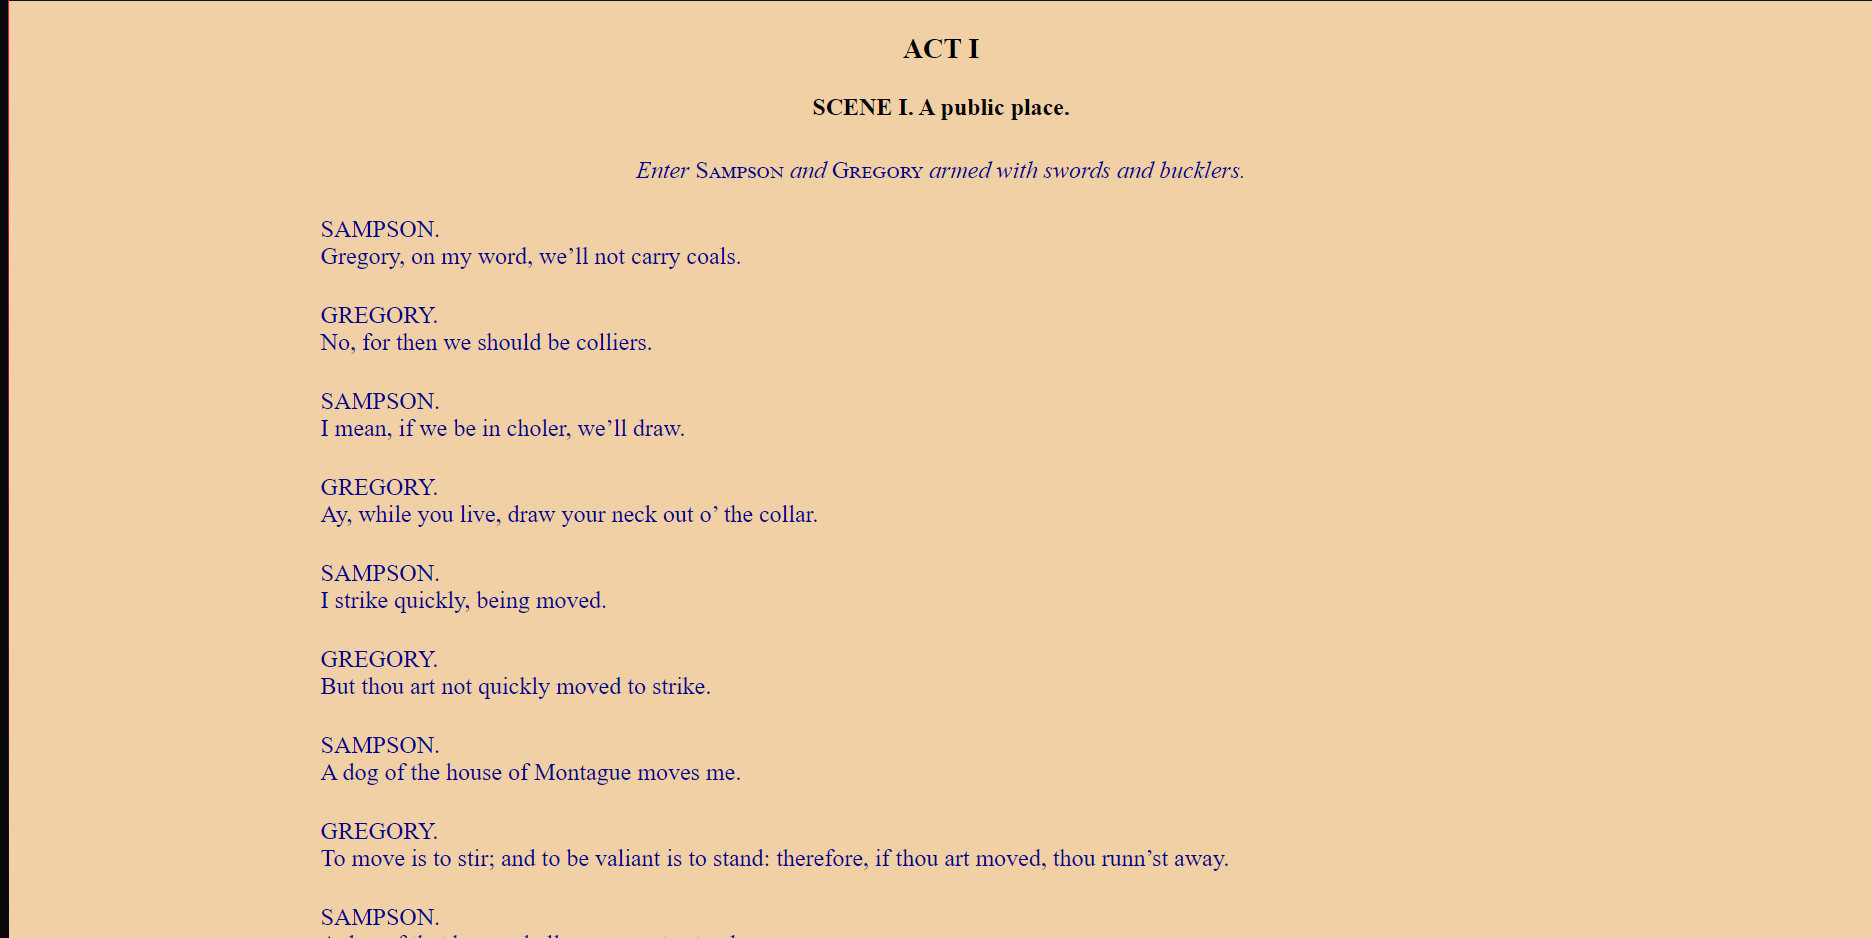 ACT I
SCENE I. A public place.
Enter SAMPSON and GREGORY armed with swords and bucklers.
SAMPSON.
Gregory, on my word, we’ll not carry coals.
GREGORY.
No, for then we should be colliers.
SAMPSON.
I mean, if we be in choler, we’ll draw.
GREGORY.
Ay, while you live, draw your neck out o’ the collar.
SAMPSON.
I strike quickly, being moved.
GREGORY.
But thou art not quickly moved to strike.
SAMPSON.
A dog of the house of Montague moves me.
GREGORY.
To move is to stir; and to be valiant is to stand: therefore, if thou art moved, thou runn’st away.
SAMPSON.